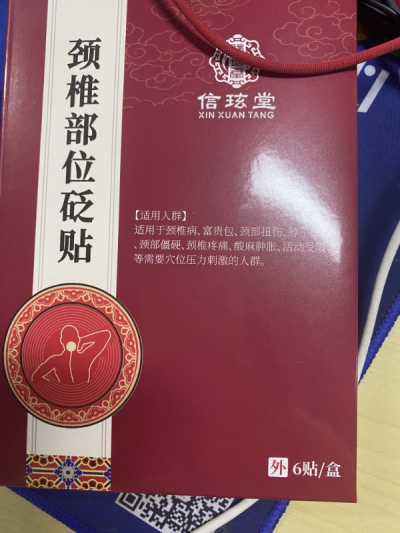 信玹堂
XIN XUAN TANG
颈椎部位砭贴
【适用人群】
适用于颈椎病、富贵包、颈部扭伤、脖子
、颈部僵硬、颈椎疼痛、酸麻肿胀、活动受限
等需要穴位压力刺激的人群。
外 6贴/盒